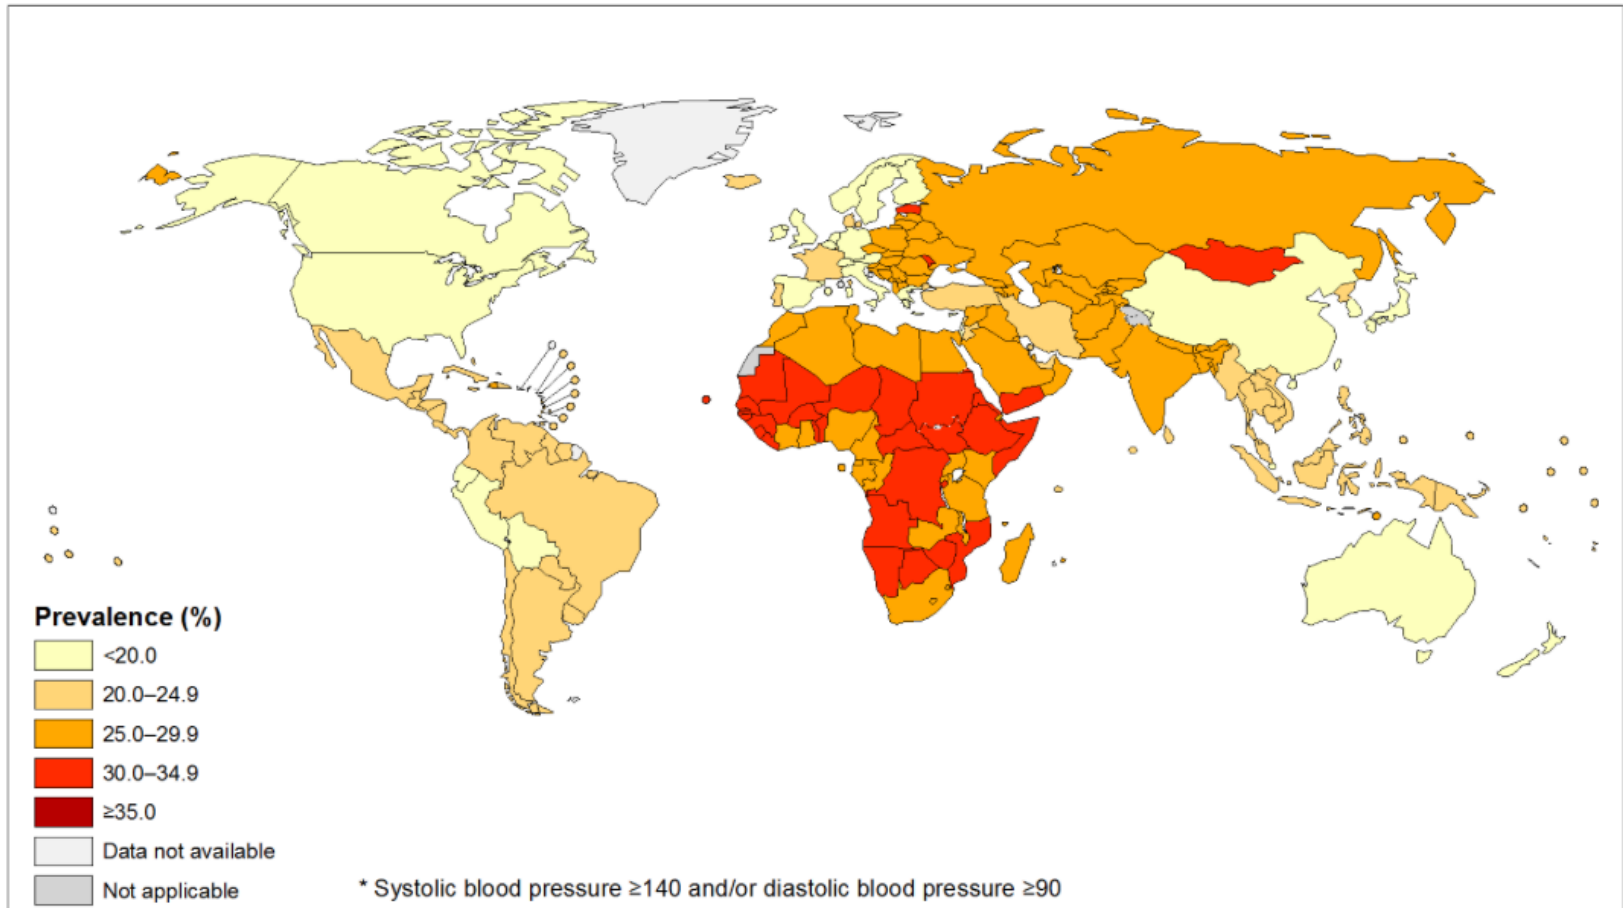 Prevalence (%)
<20.0
20.0–24.9
25.0–29.9
30.0–34.9
≥35.0
Data not available
Not applicable
* Systolic blood pressure ≥140 and/or diastolic blood pressure ≥90